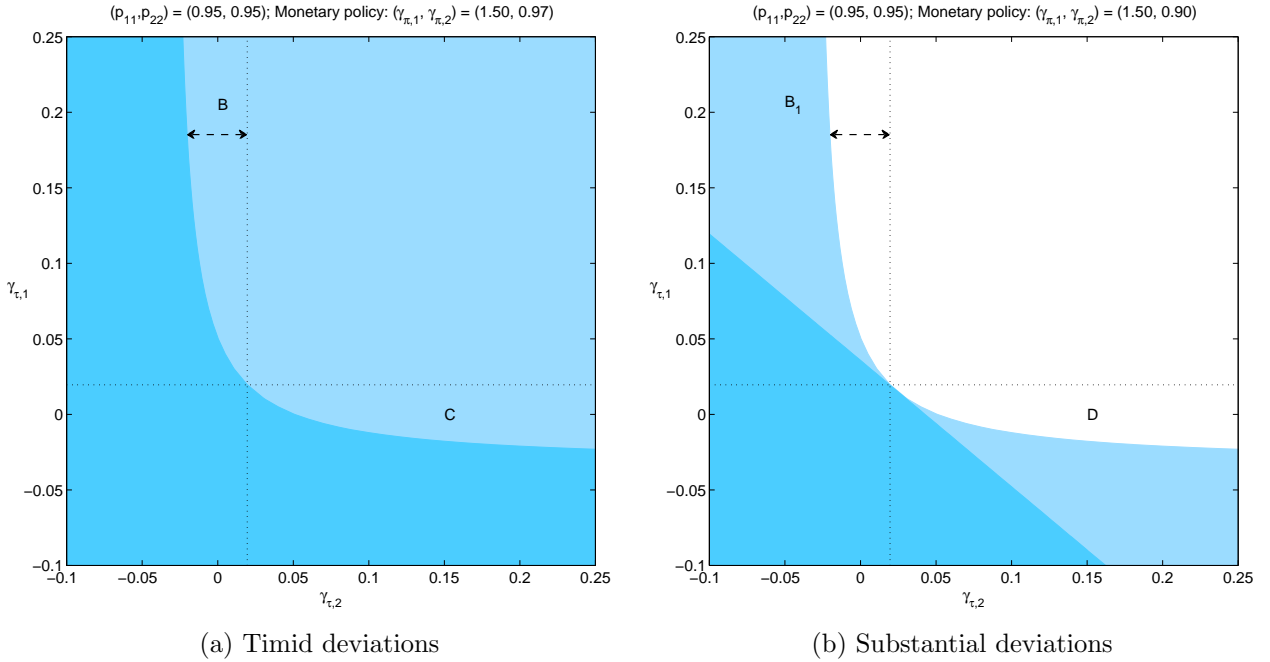 (p11,p22) = (0.95, 0.95); Monetary policy: (γπ,1, γπ,2) = (1.50, 0.97)
0.25
0.2
0.15
0.1
0.05
0
−0.05
−0.1
γτ,1
B
C
−0.1 −0.05 0 0.05 0.1 0.15 0.2 0.25
γτ,2
(a) Timid deviations
(p11,p22) = (0.95, 0.95); Monetary policy: (γπ,1, γπ,2) = (1.50, 0.90)
0.25
0.2
0.15
0.1
0.05
0
−0.05
−0.1
γτ,1
B1
D
−0.1 −0.05 0 0.05 0.1 0.15 0.2 0.25
γτ,2
(b) Substantial deviations